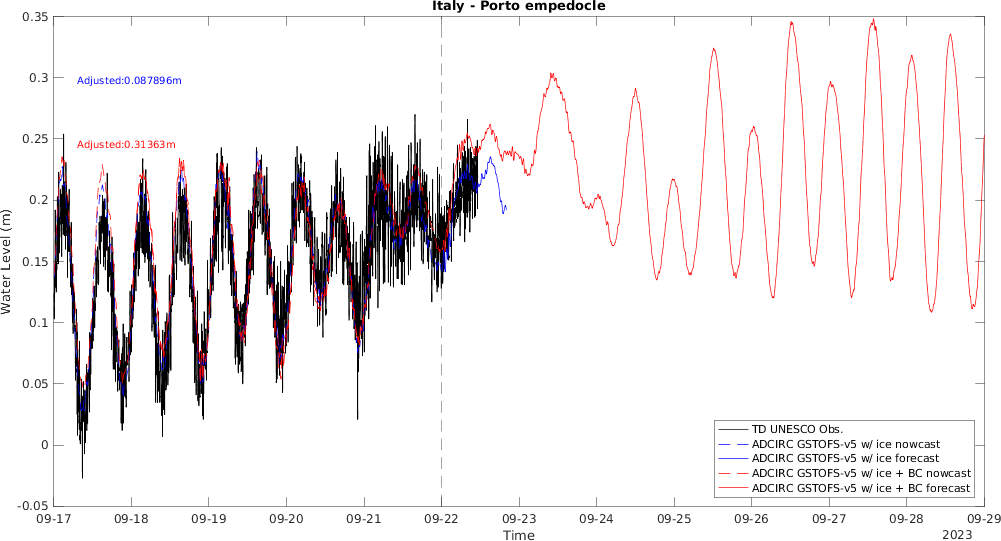 Italy - Porto empedocle
0.35
0.3
0.25
0.2
0.15
0.1
0.05
0
-0.05
Water Level (m)
Adjusted:0.087896m
Adjusted:0.31363m
TD UNESCO Obs.
ADCIRC GSTOFS-v5 w/ ice nowcast
ADCIRC GSTOFS-v5 w/ ice forecast
ADCIRC GSTOFS-v5 w/ ice + BC nowcast
ADCIRC GSTOFS-v5 w/ ice + BC forecast
09-17 09-18 09-19 09-20 09-21 09-22 09-23 09-24 09-25 09-26 09-27 09-28 09-29
Time
2023